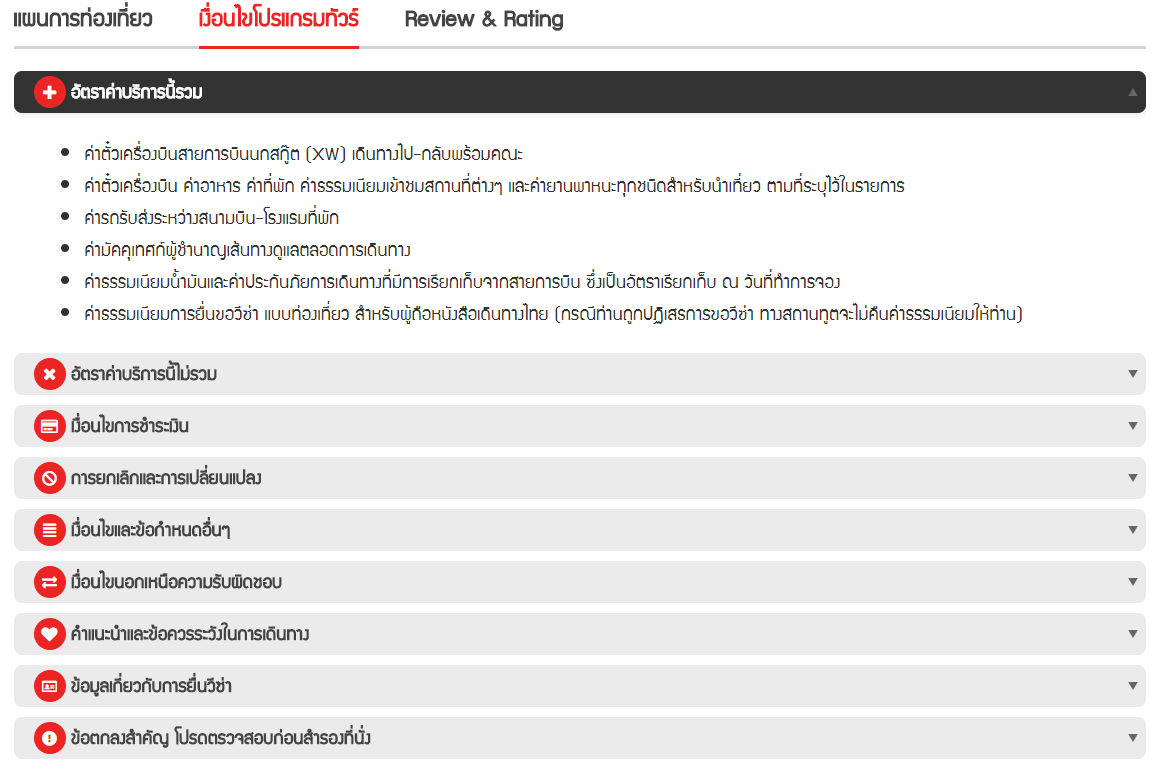 แผนการท่องเที่ยว เงื่อนไขโปรแกรมทัวร์ Review & Rating
อัตราค่าบริการนี้รวม
ค่าตั๋วเครื่องบินสายการบินนกสกู๊ต (XW) เดินทางไป-กลับพร้อมคณะ
ค่าตั๋วเครื่องบิน ค่าอาหาร ค่าที่พัก ค่าธรรมเนียมเข้าชมสถานที่ต่างๆ และค่ายานพาหนะทุกชนิดสำหรับนำเที่ยว ตามที่ระบุไว้ในรายการ
ค่ารถรับส่งระหว่างสนามบิน-โรงแรมที่พัก
ค่ามัคคุเทศก์ผู้ชำนาญเส้นทางดูแลตลอดการเดินทาง
ค่าธรรมเนียมน้ำมันและค่าประกันภัยการเดินทางที่มีการเรียกเก็บจากสายการบิน ซึ่งเป็นอัตราเรียกเก็บ ณ วันที่ทำการจอง
ค่าธรรมเนียมการยื่นขอวีซ่า แบบท่องเที่ยว สำหรับผู้ถือหนังสือเดินทางไทย (กรณีท่านถูกปฏิเสธการขอวีซ่า ทางสถานทูตจะไม่คืนค่าธรรมเนียมให้ท่าน)
อัตราค่าบริการนี้ไม่รวม
เงื่อนไขการชำระเงิน
การยกเลิกและการเปลี่ยนแปลง
เงื่อนไขและข้อกำหนดอื่นๆ
เงื่อนไขนอกเหนือความรับผิดชอบ
คำแนะนำและข้อควรระวังในการเดินทาง
ข้อมูลเกี่ยวกับการยื่นวีซ่า
ข้อตกลงสำคัญ โปรดตรวจสอบก่อนสำรองที่นั่ง